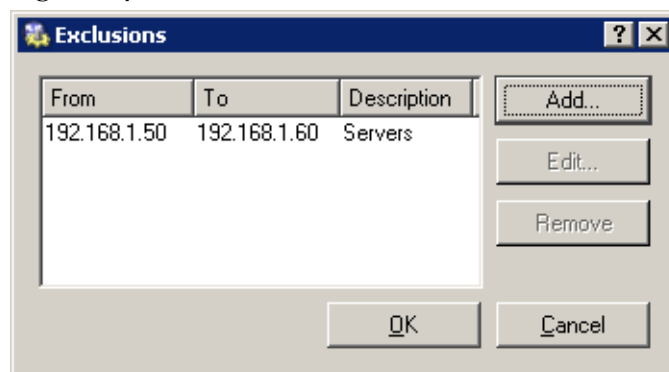 Exclusions
From To Description
192.168.1.50 192.168.1.60 Servers
Add...
Edit...
Remove
OK Cancel